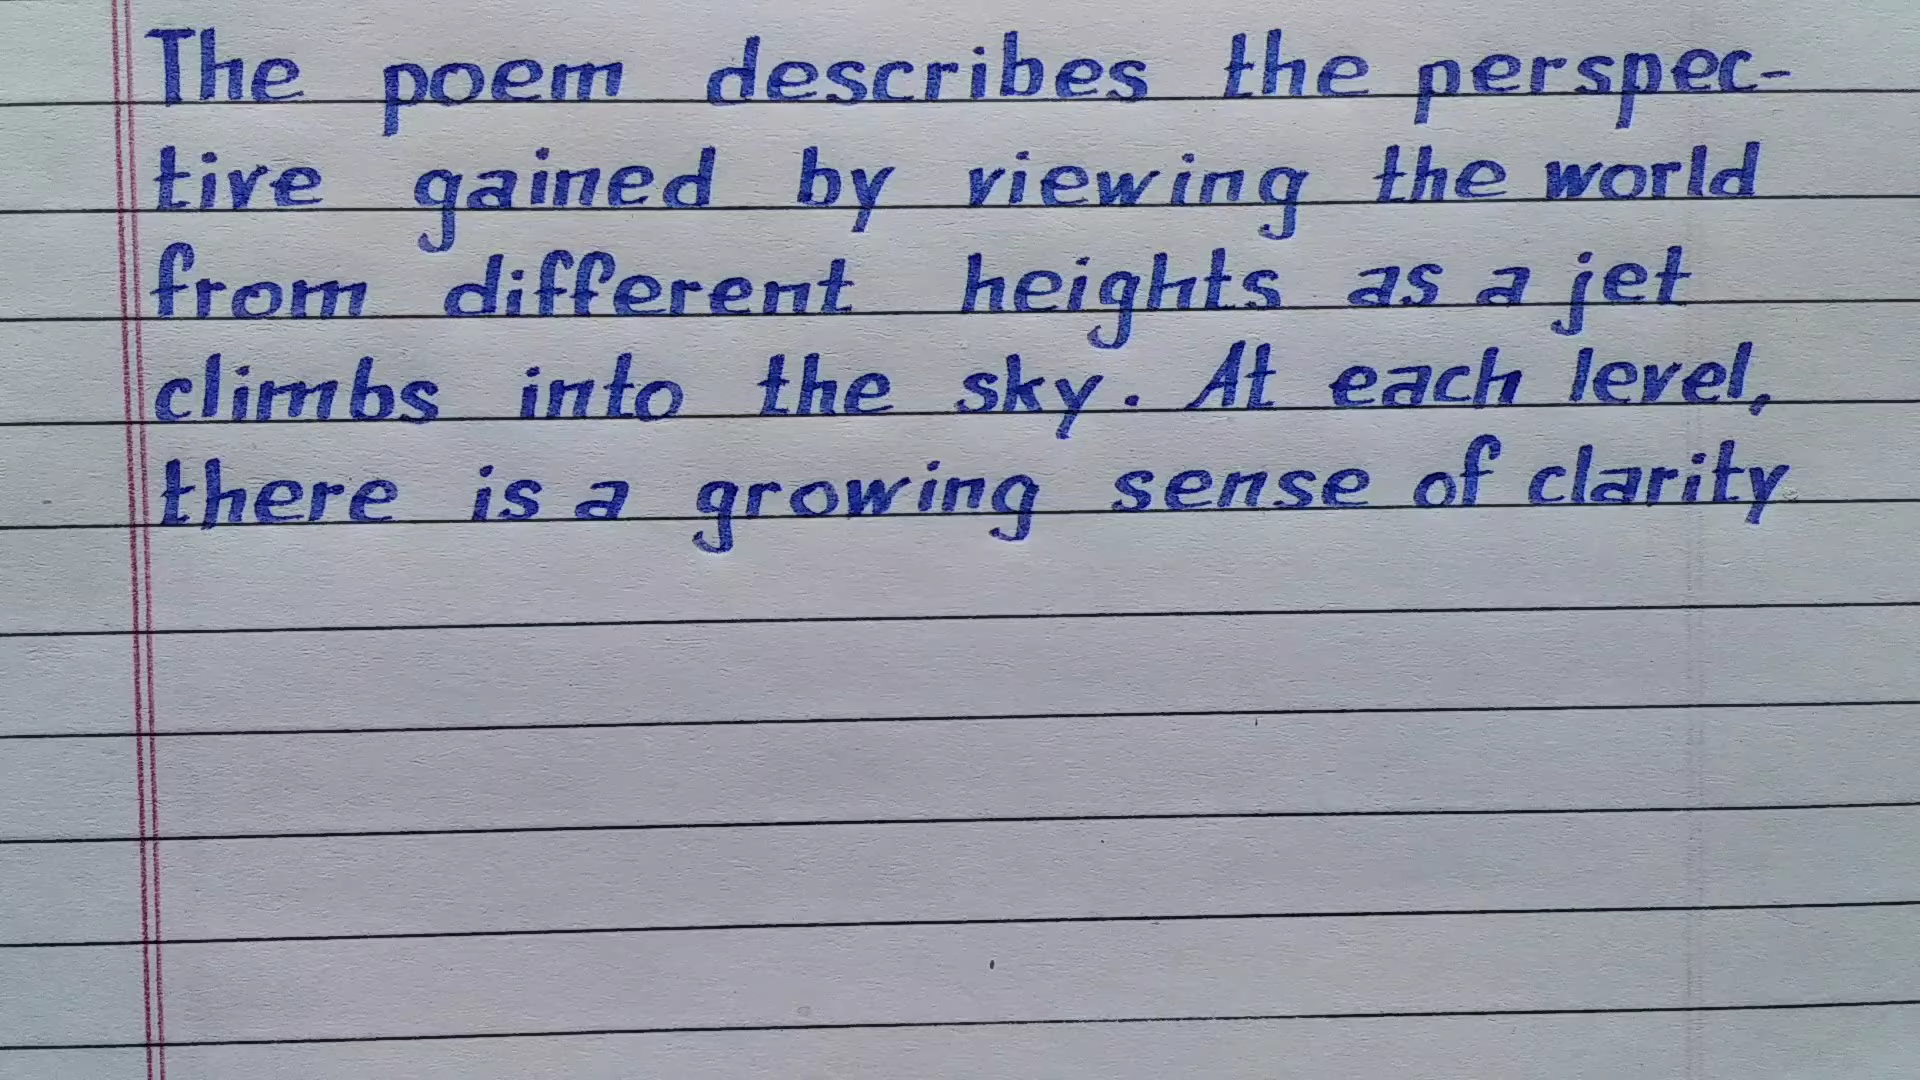 The poem describes the perspec-
tive gained by viewing the world
from different heights as a jet
climbs into the sky. At each level,
there is a growing sense of clarity